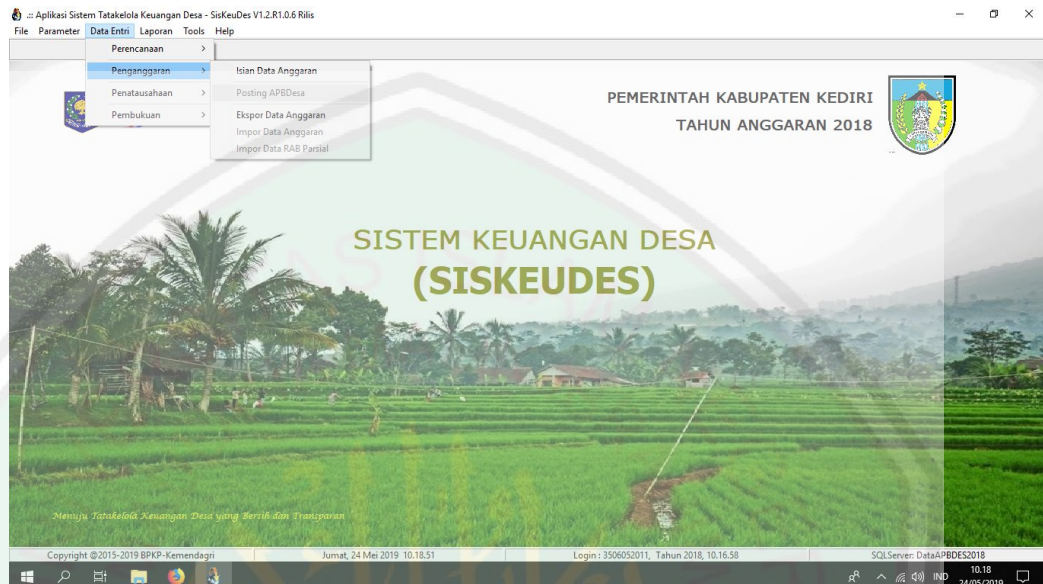 .:: Aplikasi Sistem Tatakelola Keuangan Desa - SisKeuDes V1.2.R1.0.6 Rilis
File Parameter Data Entri Laporan Tools Help
Perencanaan
Penganggaran
Penatausahaan
Pembukuan
Isian Data Anggaran
Posting APBDesa
Ekspor Data Anggaran
Impor Data Anggaran
Impor Data RAB Parsial
PEMERINTAH KABUPATEN KEDIRI
TAHUN ANGGARAN 2018
SISTEM KEUANGAN DESA
(SISKEUDES)
Menuju Tatakelola Keuangan Desa yang Bersih dan Transparan
Copyright @2015-2019 BPKP-Kemendagri Jumat, 24 Mei 2019 10.18.51 Login : 3506052011, Tahun 2018, 10.16.58 SQLServer: DataAPBDES2018
IND
10.18
24/05/2019